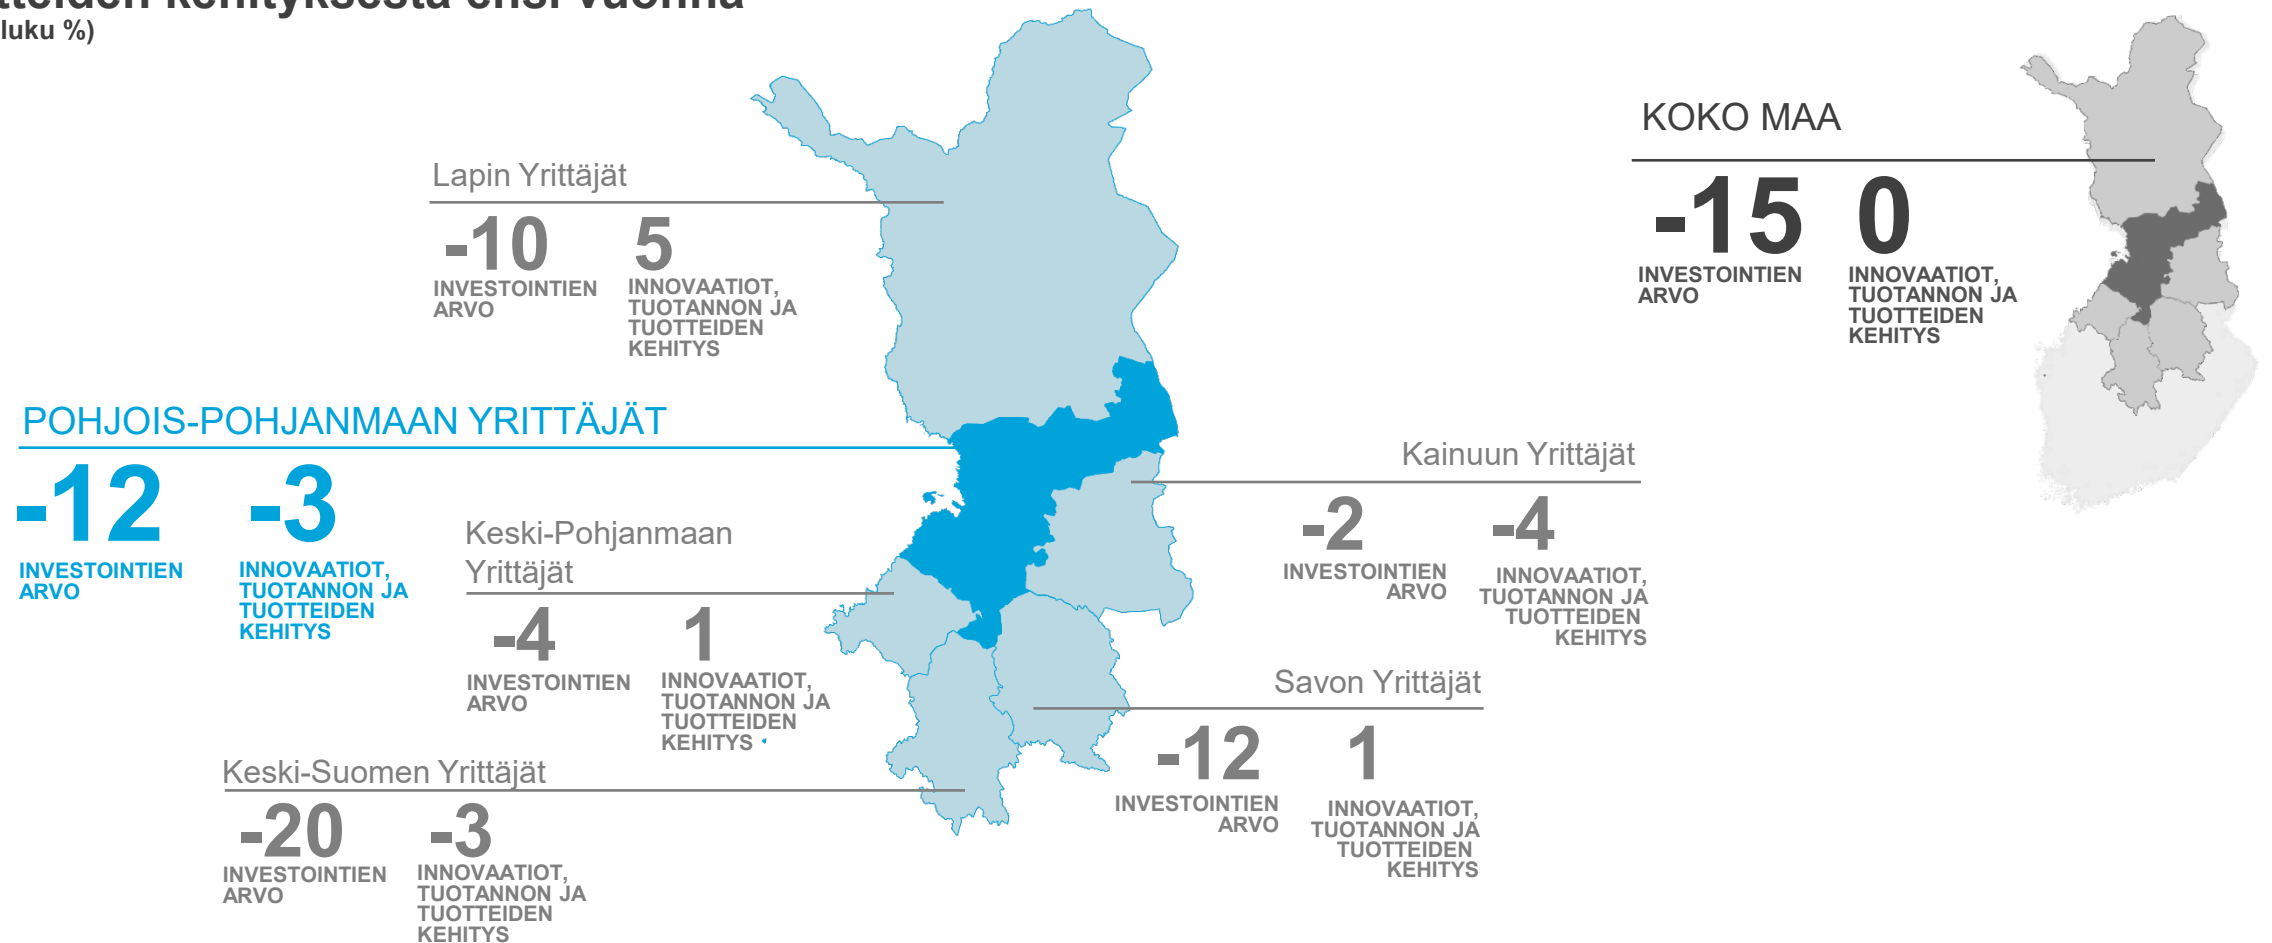 kehityksestä ensi vuonna
luku %)
KOKO MAA
-15 0
INVESTOINTIEN
ARVO
INNOVAATIOT,
TUOTANNON JA
TUOTTEIDEN
KEHITYS
Lapin Yrittäjät
-10 5
INVESTOINTIEN
ARVO
INNOVAATIOT,
TUOTANNON JA
TUOTTEIDEN
KEHITYS
POHJOIS-POHJANMAAN YRITTÄJÄT
-12 -3
INVESTOINTIEN
ARVO
INNOVAATIOT,
TUOTANNON JA
TUOTTEIDEN
KEHITYS
Kainuun Yrittäjät
-2 -4
INVESTOINTIEN
ARVO
INNOVAATIOT,
TUOTANNON JA
TUOTTEIDEN
KEHITYS
Keski-Pohjanmaan
Yrittäjät
-4 1
INVESTOINTIEN
ARVO
INNOVAATIOT,
TUOTANNON JA
TUOTTEIDEN
KEHITYS
Savon Yrittäjät
-12 1
INVESTOINTIEN
ARVO
INNOVAATIOT,
TUOTANNON JA
TUOTTEIDEN
KEHITYS
Keski-Suomen Yrittäjät
-20 -3
INVESTOINTIEN
ARVO
INNOVAATIOT,
TUOTANNON JA
TUOTTEIDEN
KEHITYS